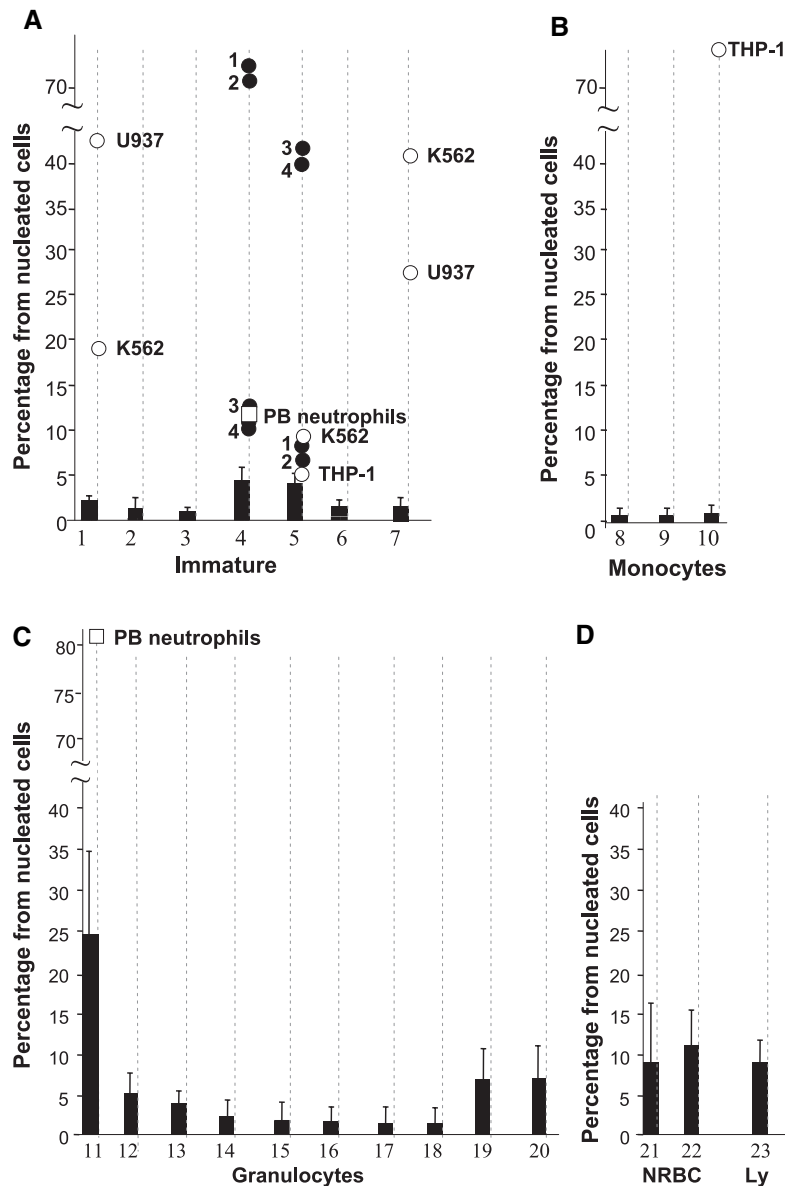 A
Percentage from nucleated cells
70
40
35
30
25
20
15
10
5
0
1
2
3
4
U937
K562
3
4
K562
U937
3
4
PB neutrophils
1
2
K562
THP-1
1 2 3 4 5 6 7
Immature
B
Percentage from nucleated cells
70
40
35
30
25
20
15
10
5
0
THP-1
8 9 10
Monocytes
C
Percentage from nucleated cells
80
75
70
40
35
30
25
20
15
10
5
0
PB neutrophils
11 12 13 14 15 16 17 18 19 20
Granulocytes
D
Percentage from nucleated cells
40
35
30
25
20
15
10
5
0
21 22 23
NRBC Ly